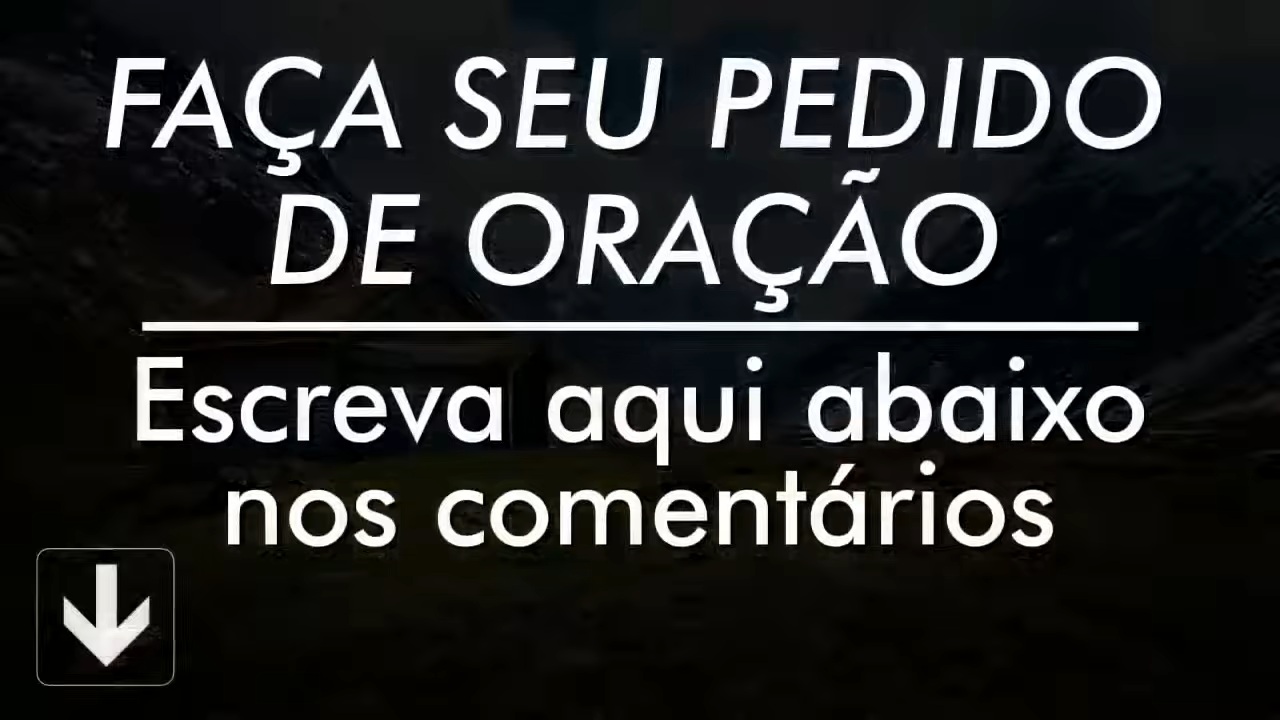 FAÇA SEU PEDIDO
DE ORAÇÃO
Escreva aqui abaixo
nos comentários